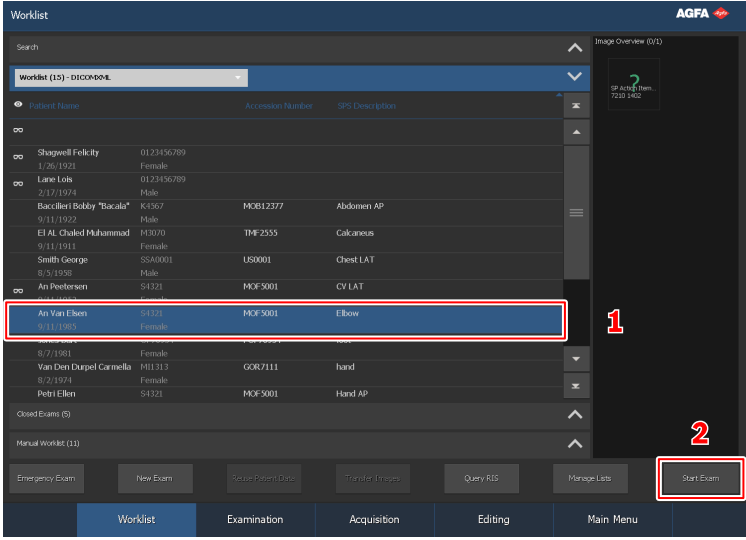 Worklist
AGFA
Search
Image Overview (0/1)
Worklist (15) - DICOMXML
?
SP Action Item...
7210 1402
Patient Name Accession Number SPS Description
Shagwell Felicity 0123456789
1/26/1921 Female
Lane Lois 0123456789
2/17/1974 Male
Baccilieri Bobby "Bacala" K4567 MOB12377 Abdomen AP
9/11/1922 Male
El AL Chaled Muhammad M3070 TMF2555 Calcaneus
9/11/1911 Female
Smith George SSA0001 US0001 Chest LAT
8/5/1958 Male
An Peetersen S4321 MOF5001 CV LAT
An Van Elsen S4321 MOF5001 Elbow
9/11/1985 Female
1
8/7/1981 Female
Van Den Durpel Carmella MI1313 GOR7111 hand
8/2/1974 Female
Petri Ellen S4321 MOF5001 Hand AP
Closed Exams (5)
Manual Worklist (11)
2
Emergency Exam New Exam Reuse Patient Data Transfer Images Query RIS Manage Lists Start Exam
Worklist Examination Acquisition Editing Main Menu